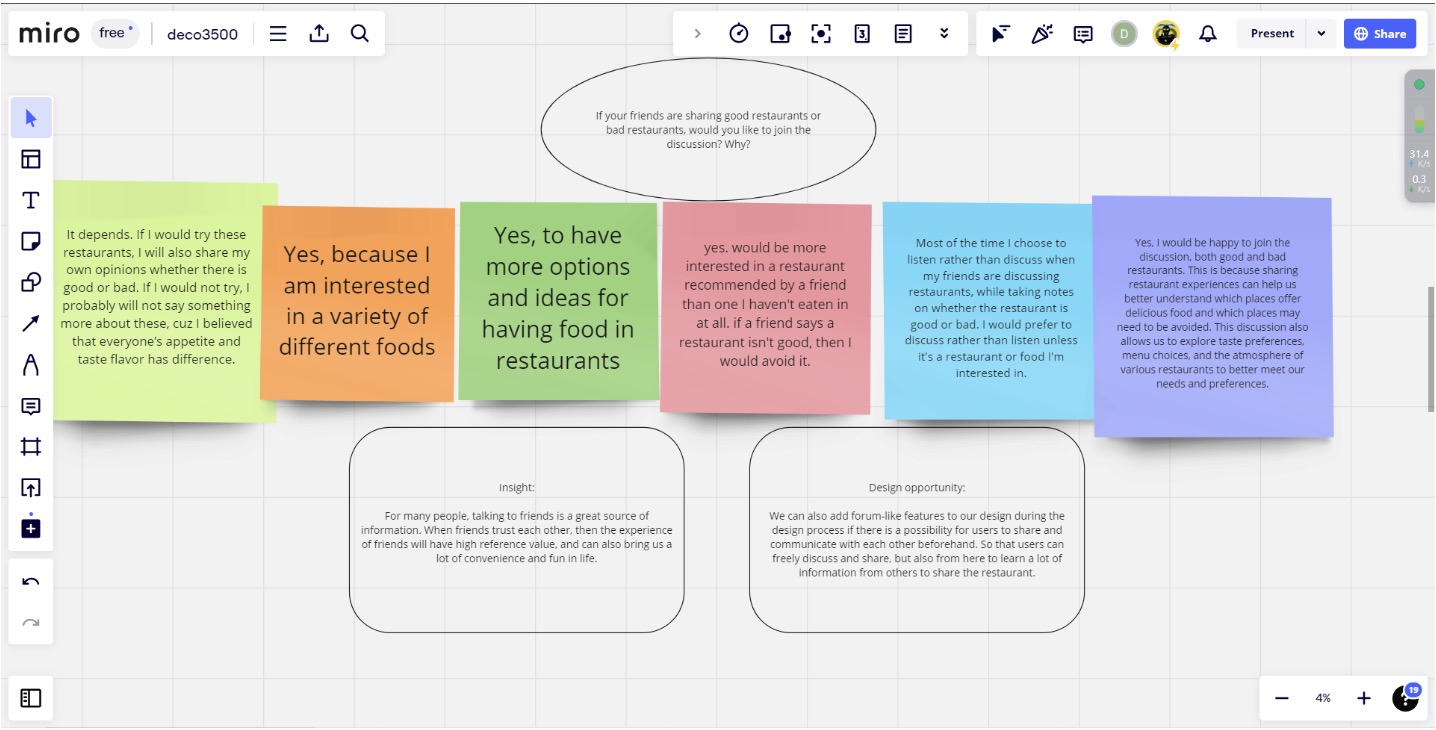 miro
free
deco3500
3
D
Present
Share
31.4
K/s
0.3
K/s
If your friends are sharing good restaurants or
bad restaurants, would you like to join the
discussion? Why?
It depends. If I would try these
restaurants, I will also share my
own opinions whether there is
good or bad. If I would not try, I
probably will not say something
more about these, cuz I believed
that everyone's appetite and
taste flavor has difference.
Yes, because I
am interested
in a variety of
different foods
Yes, to have
more options
and ideas for
having food in
restaurants
yes. would be more
interested in a restaurant
recommended by a friend
than one I haven't eaten in
at all. if a friend says a
restaurant isn't good, then I
would avoid it.
Most of the time I choose to
listen rather than discuss when
my friends are discussing
restaurants, while taking notes
on whether the restaurant is
good or bad. I would prefer to
discuss rather than listen unless
it's a restaurant or food I'm
interested in.
Yes, I would be happy to join the
discussion, both good and bad
restaurants. This is because sharing
restaurant experiences can help us
better understand which places offer
delicious food and which places may
need to be avoided. This discussion also
allows us to explore taste preferences,
menu choices, and the atmosphere of
various restaurants to better meet our
needs and preferences.
Insight:
For many people, talking to friends is a great source of
information. When friends trust each other, then the experience
of friends will have high reference value, and can also bring us a
lot of convenience and fun in life.
Design opportunity:
We can also add forum-like features to our design during the
design process if there is a possibility for users to share and
communicate with each other beforehand. So that users can
freely discuss and share, but also from here to learn a lot of
information from others to share the restaurant.
4%
?
19